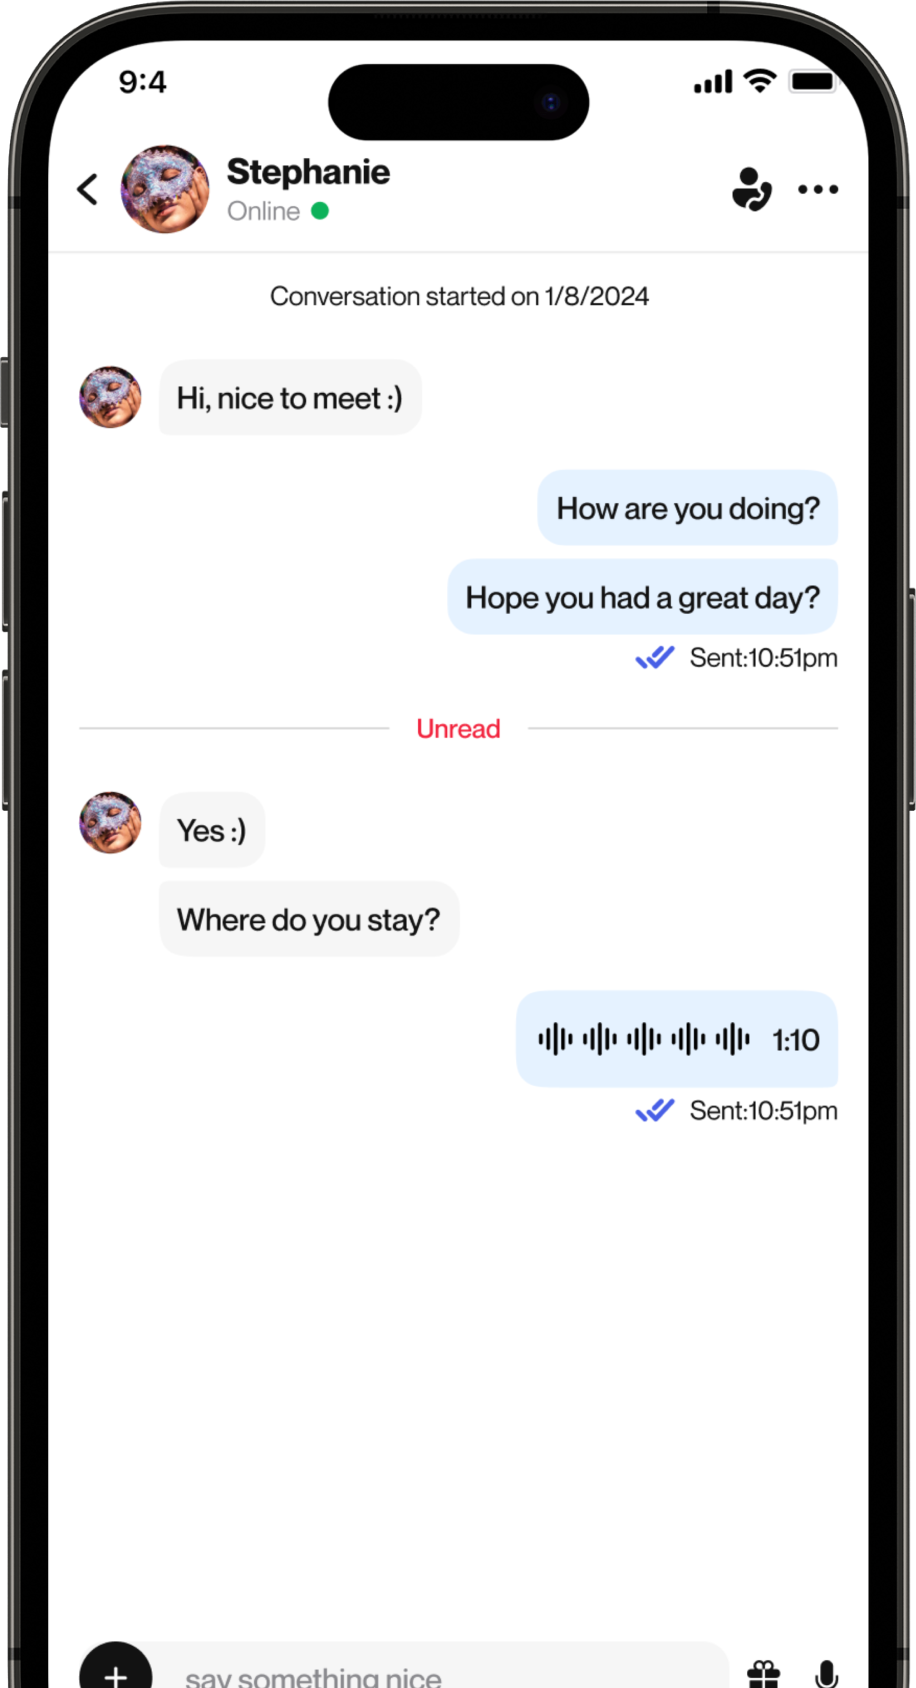 9:4
Stephanie
Online
Conversation started on 1/8/2024
Hi, nice to meet :)
How are you doing?
Hope you had a great day?
Sent:10:51pm
Unread
Yes :)
Where do you stay?
1:10
Sent:10:51pm
say something nice